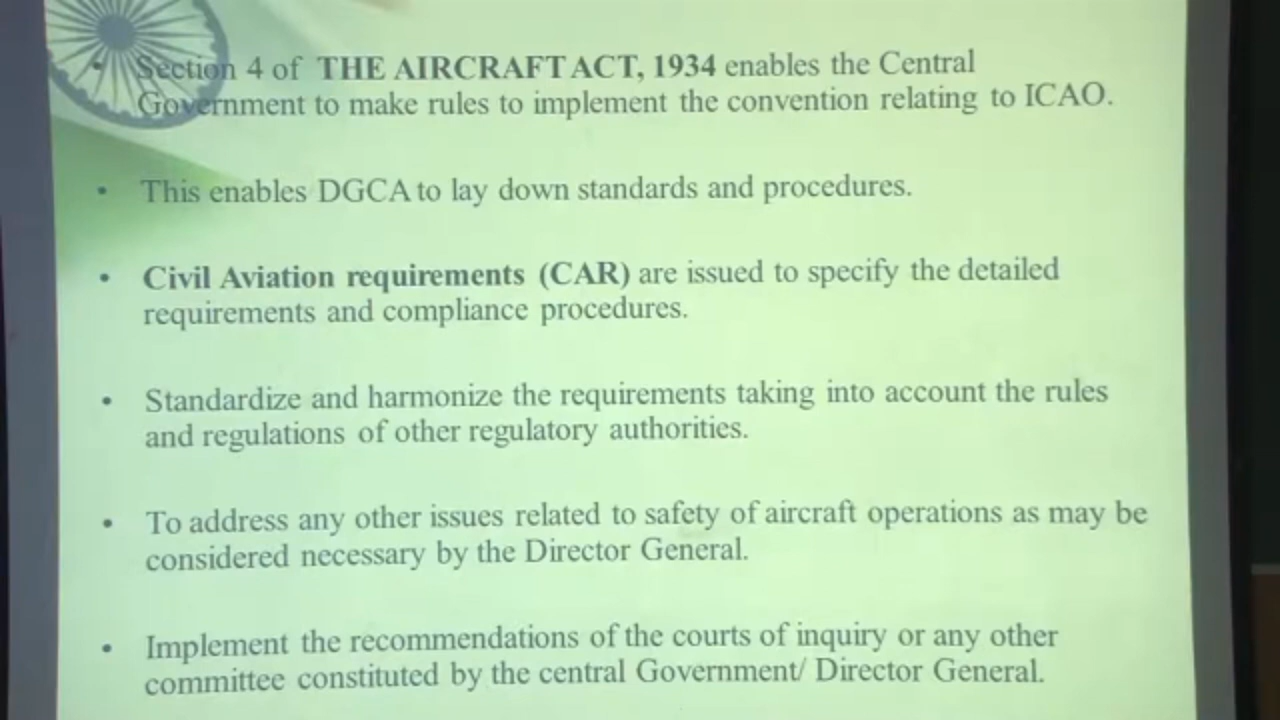 • Section 4 of THE AIRCRAFT ACT, 1934 enables the Central
Government to make rules to implement the convention relating to ICAO.
• This enables DGCA to lay down standards and procedures.
• Civil Aviation requirements (CAR) are issued to specify the detailed
requirements and compliance procedures.
• Standardize and harmonize the requirements taking into account the rules
and regulations of other regulatory authorities.
• To address any other issues related to safety of aircraft operations as may be
considered necessary by the Director General.
• Implement the recommendations of the courts of inquiry or any other
committee constituted by the central Government/ Director General.